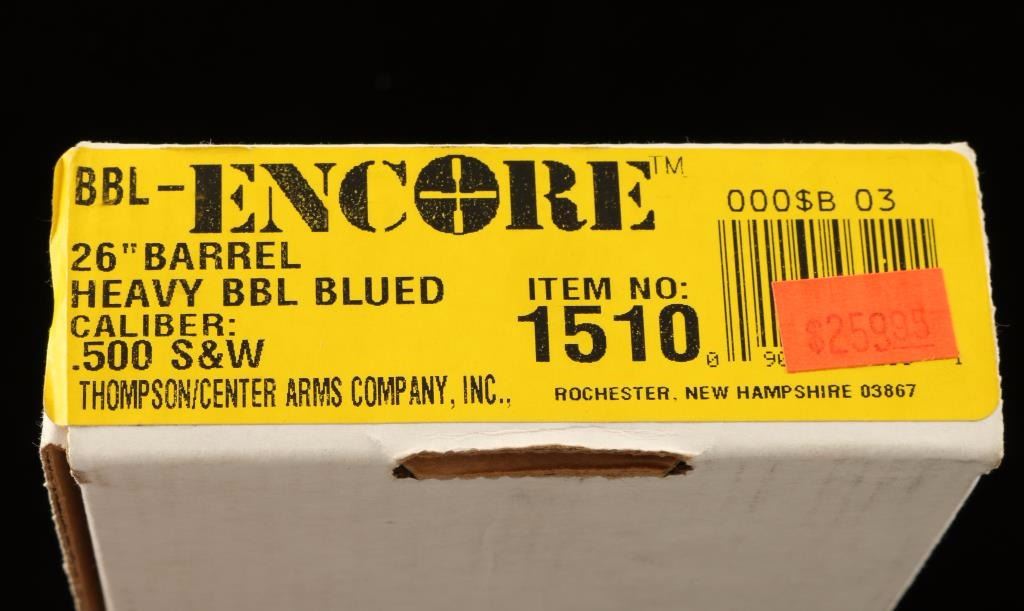 BBL-ENCORE™
26" BARREL
HEAVY BBL BLUED
CALIBER:
.500 S&W
THOMPSON/CENTER ARMS COMPANY, INC.,
ITEM NO:
1510
ROCHESTER, NEW HAMPSHIRE 03867
000$B 03
$259.95